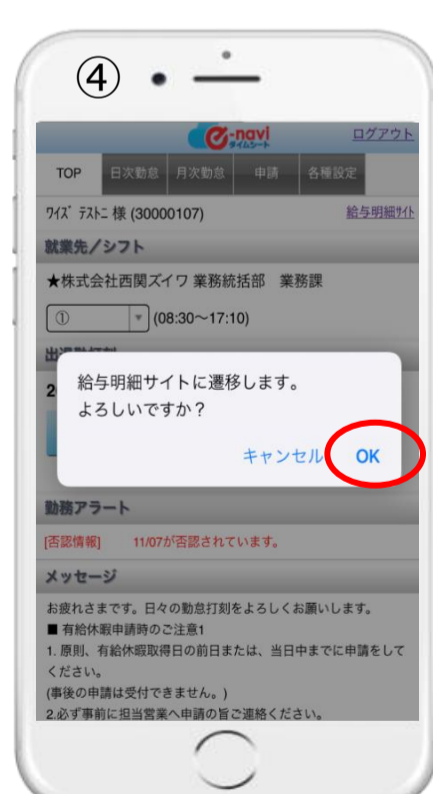 ④
e-navi
タイムシート
ログアウト
TOP 日次勤怠 月次勤怠 申請 各種設定
ワイズ テストニ 様 (30000107) 給与明細サイト
就業先／シフト
★株式会社西関ズイワ 業務統括部 業務課
① (08:30～17:10)
給与明細サイトに遷移します。
よろしいですか？
キャンセル OK
勤務アラート
[否認情報] 11/07が否認されています。
メッセージ
お疲れさまです。日々の勤怠打刻をよろしくお願いします。
■ 有給休暇申請時のご注意1
1. 原則、有給休暇取得日の前日または、当日中までに申請をして
ください。
(事後の申請は受付できません。)
2.必ず事前に担当営業へ申請の旨ご連絡ください。